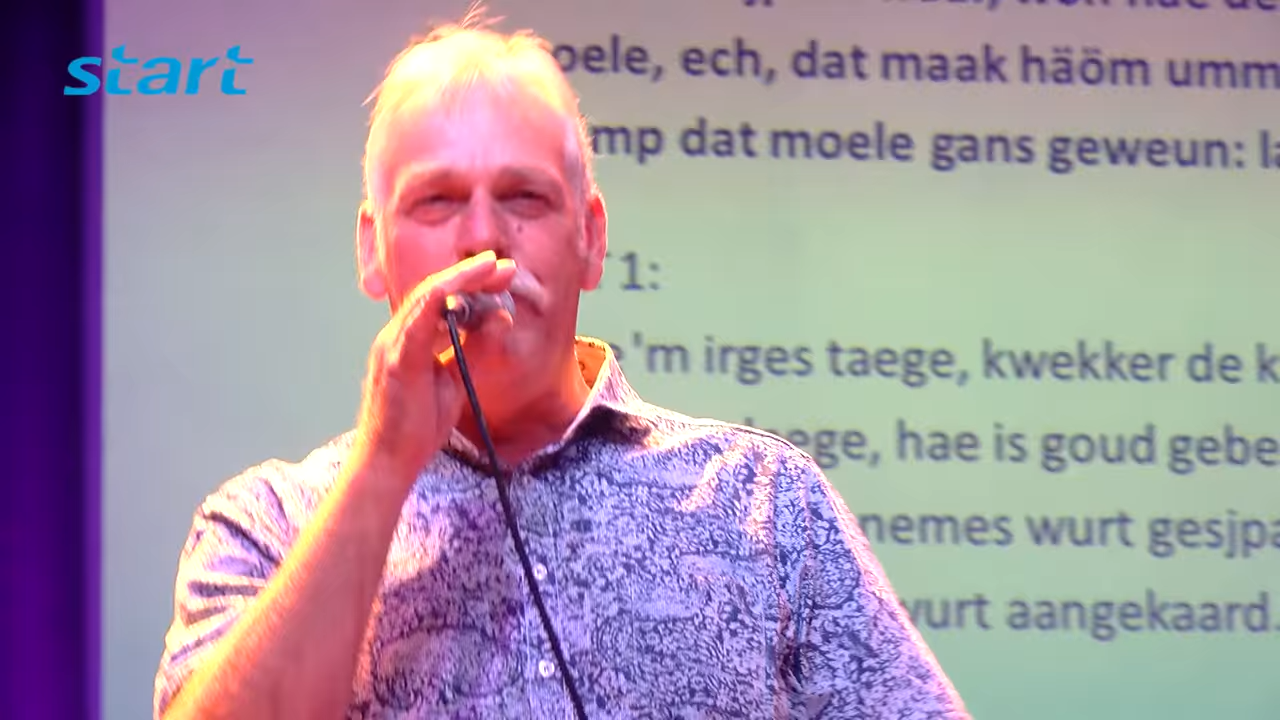 start
oele, ech, dat maak häöm umm
mp dat moele gans geweun: la
1:
e 'm irges taege, kwekker de k
aege, hae is goud gebe
nemes wurt gesjpa
wurt aangekaard.